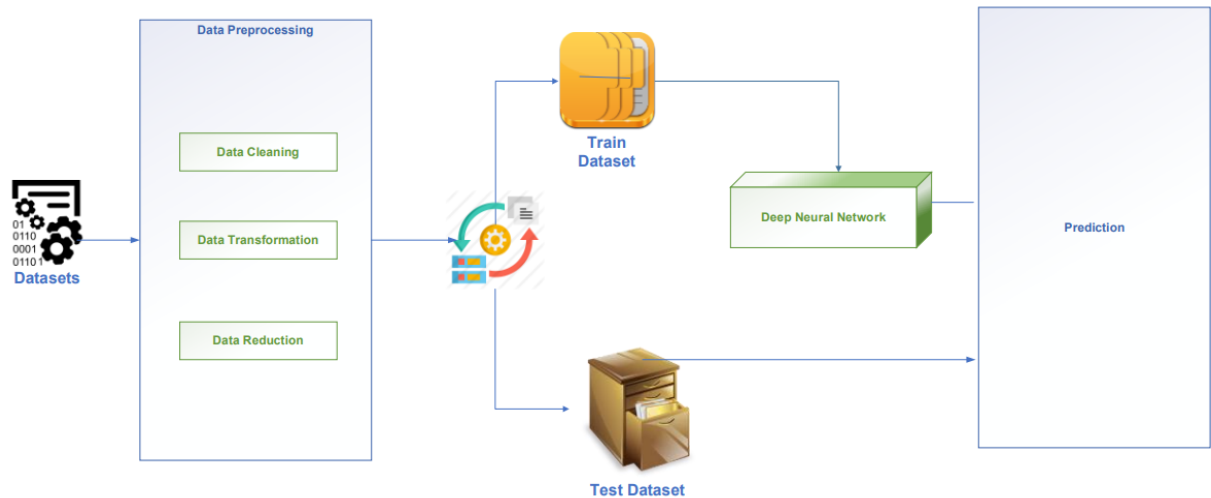 Data Preprocessing
Data Cleaning
Data Transformation
Data Reduction
01
0110
0001
0110 1
Datasets
Train
Dataset
Deep Neural Network
Prediction
Test Dataset